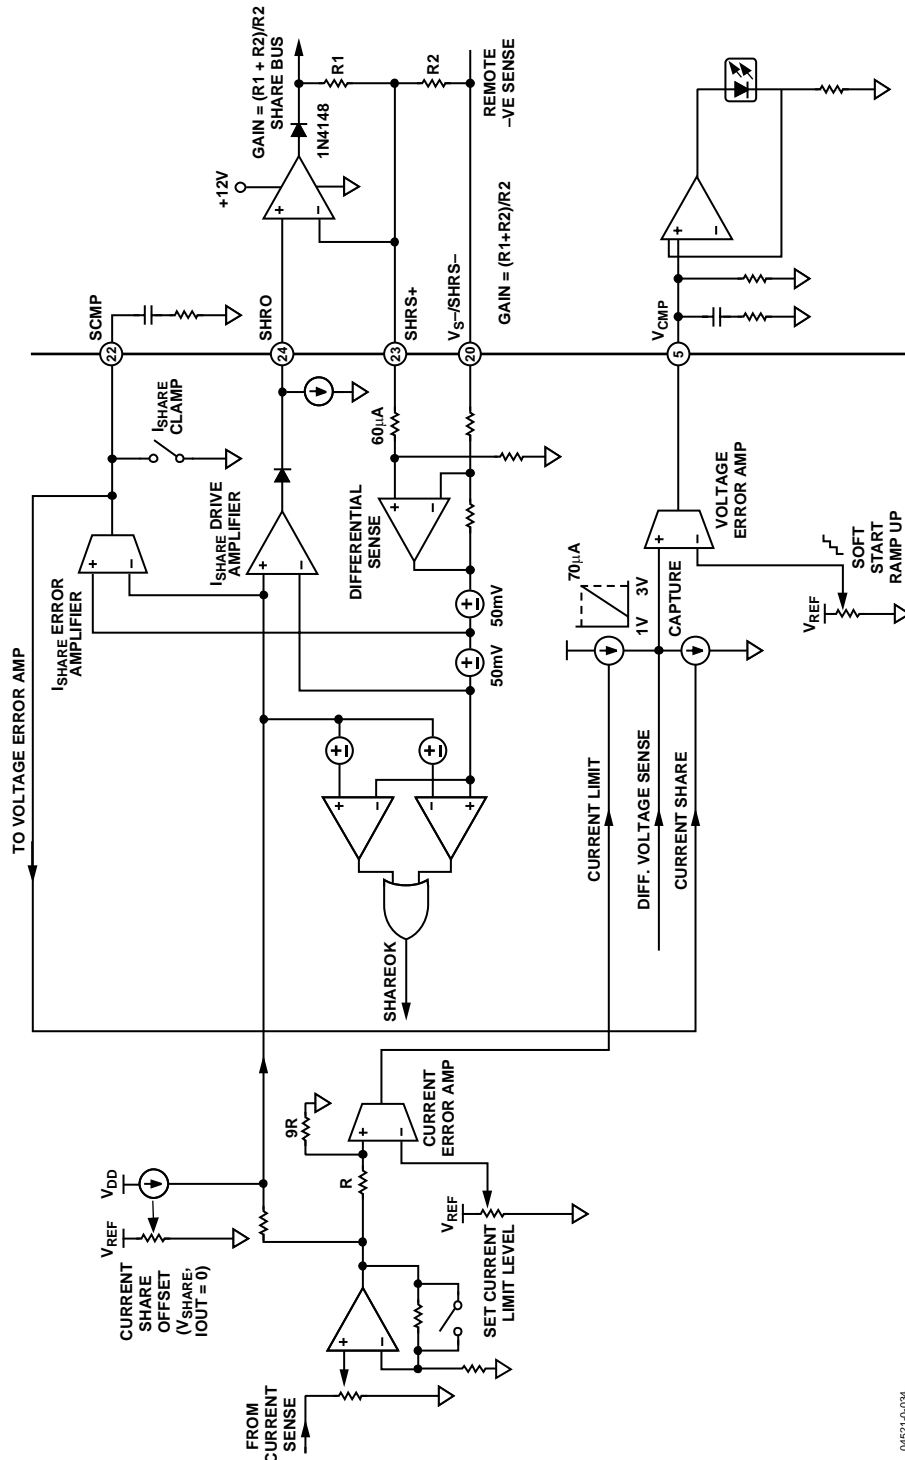 SCMP
22
I SHARE
CLAMP
I SHARE ERROR
AMPLIFIER
+
–
TO VOLTAGE ERROR AMP
+12V
GAIN = (R1 + R2)/R2
SHARE BUS
1N4148
+
–
R1
R2
REMOTE
–VE SENSE
SHRO
24
I SHARE DRIVE
AMPLIFIER
+
–
SHRS+
23
60µA
VS–/SHRS–
20
GAIN = (R1+R2)/R2
DIFFERENTIAL
SENSE
+
–
+ –
50mV
+ –
50mV
+ –
+ –
+
–
–
+
SHAREOK
VCMP
5
+
–
VOLTAGE
ERROR AMP
+
–
SOFT
START
RAMP UP
VREF
70µA
1V 3V
CAPTURE
CURRENT LIMIT
DIFF. VOLTAGE SENSE
CURRENT SHARE
VDD
VREF
CURRENT
SHARE
OFFSET
(VSHARE,
IOUT = 0)
9R
R
CURRENT
ERROR AMP
+
–
VREF
SET CURRENT
LIMIT LEVEL
+
–
FROM
CURRENT
SENSE
04521-0-034